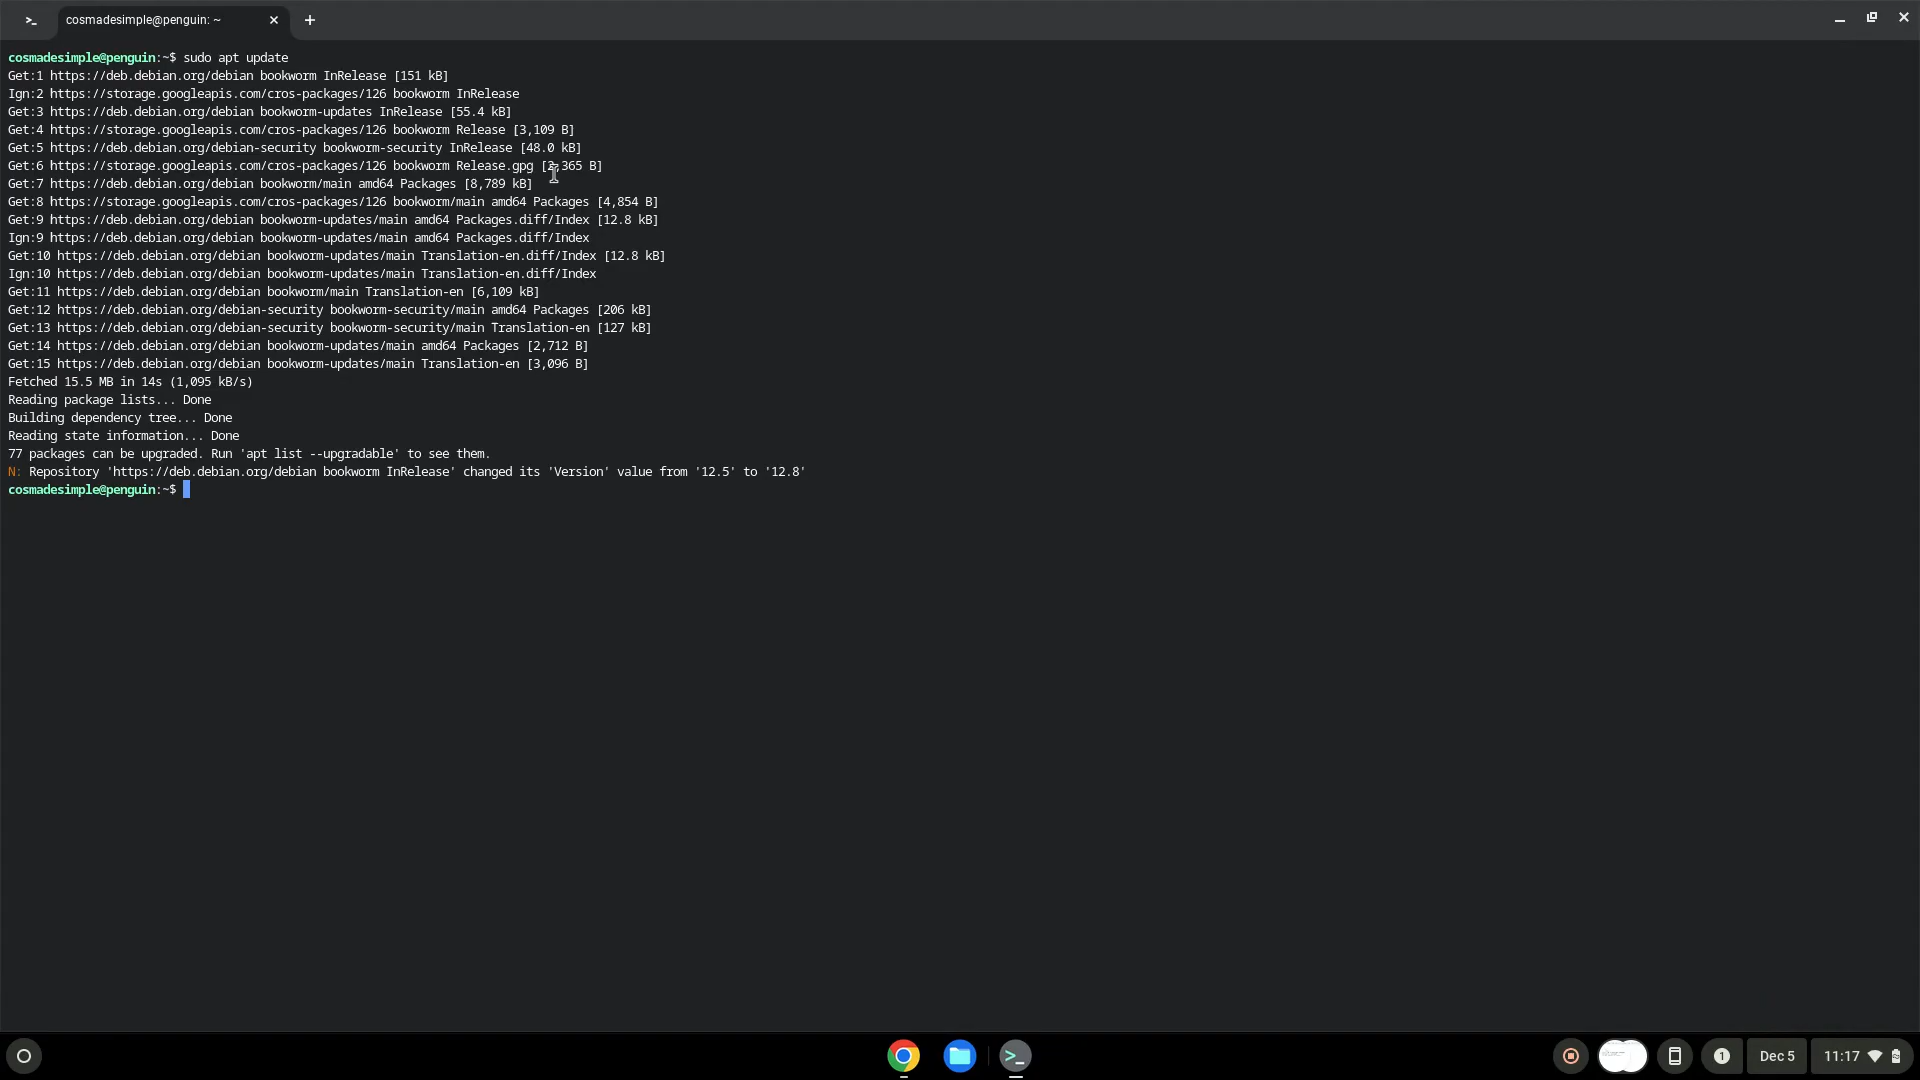 >_
cosmadesimple@penguin: ~
cosmadesimple@penguin:~$ sudo apt update
Get:1 https://deb.debian.org/debian bookworm InRelease [151 kB]
Ign:2 https://storage.googleapis.com/cros-packages/126 bookworm InRelease
Get:3 https://deb.debian.org/debian bookworm-updates InRelease [55.4 kB]
Get:4 https://storage.googleapis.com/cros-packages/126 bookworm Release [3,109 B]
Get:5 https://deb.debian.org/debian-security bookworm-security InRelease [48.0 kB]
Get:6 https://storage.googleapis.com/cros-packages/126 bookworm Release.gpg
Get:7 https://deb.debian.org/debian bookworm/main amd64 Packages [8,789 kB]
Get:8 https://storage.googleapis.com/cros-packages/126 bookworm/main amd64 Packages [4,854 B]
Get:9 https://deb.debian.org/debian bookworm-updates/main amd64 Packages.diff/Index [12.8 kB]
Ign:9 https://deb.debian.org/debian bookworm-updates/main amd64 Packages.diff/Index
Get:10 https://deb.debian.org/debian bookworm-updates/main Translation-en.diff/Index [12.8 kB]
Ign:10 https://deb.debian.org/debian bookworm-updates/main Translation-en.diff/Index
Get:11 https://deb.debian.org/debian bookworm/main Translation-en [6,109 kB]
Get:12 https://deb.debian.org/debian-security bookworm-security/main amd64 Packages [206 kB]
Get:13 https://deb.debian.org/debian-security bookworm-security/main Translation-en [127 kB]
Get:14 https://deb.debian.org/debian bookworm-updates/main amd64 Packages [2,712 B]
Get:15 https://deb.debian.org/debian bookworm-updates/main Translation-en [3,096 B]
Fetched 15.5 MB in 14s (1,095 kB/s)
Reading package lists... Done
Building dependency tree... Done
Reading state information... Done
77 packages can be upgraded. Run 'apt list --upgradable' to see them.
N: Repository 'https://deb.debian.org/debian bookworm InRelease' changed its 'Version' value from '12.5' to '12.8'
cosmadesimple@penguin:~$
>_
1
Dec 5
11:17